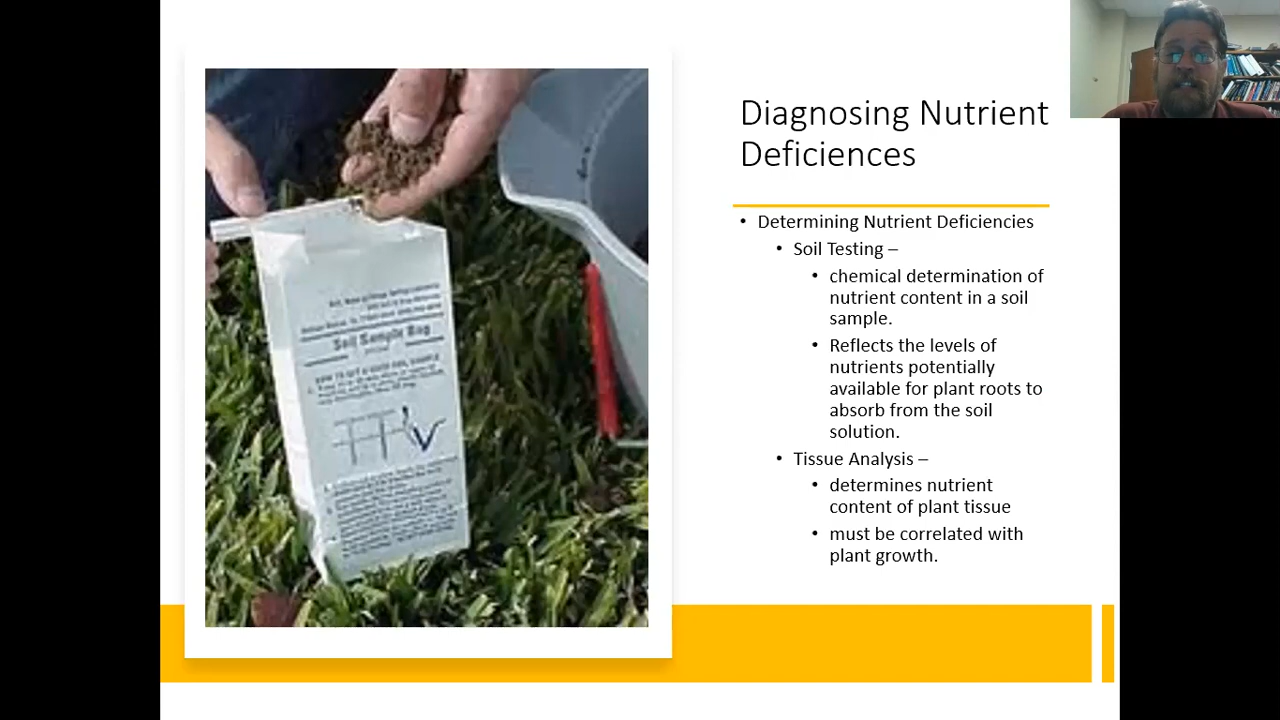 Diagnosing Nutrient
Deficiences
• Determining Nutrient Deficiencies
• Soil Testing –
• chemical determination of
nutrient content in a soil
sample.
• Reflects the levels of
nutrients potentially
available for plant roots to
absorb from the soil
solution.
• Tissue Analysis –
• determines nutrient
content of plant tissue
• must be correlated with
plant growth.
Soil Sample Bag